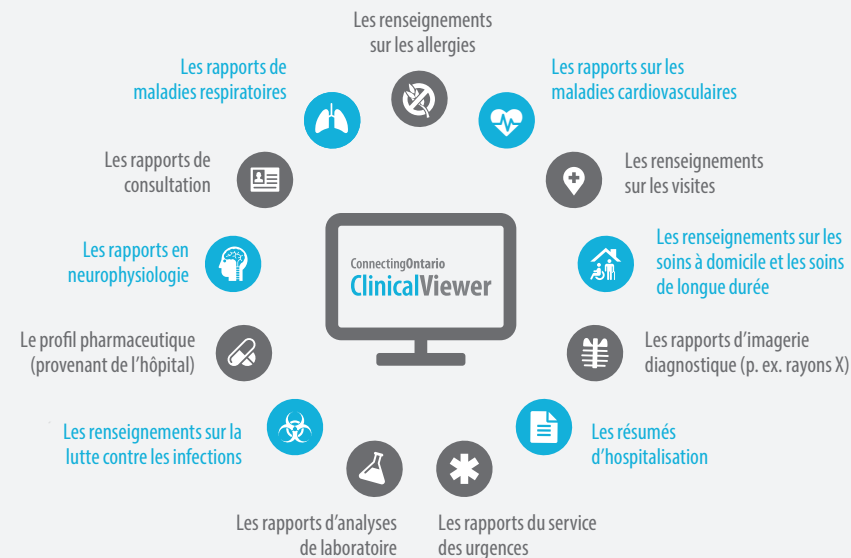 Les renseignements
sur les allergies
Les rapports de
maladies respiratoires
Les rapports sur les
maladies cardiovasculaires
Les rapports de
consultation
Les renseignements
sur les visites
Les rapports en
neurophysiologie
ConnectingOntario
ClinicalViewer
Les renseignements sur les
soins à domicile et les soins
de longue durée
Le profil pharmaceutique
(provenant de l’hôpital)
Les rapports d’imagerie
diagnostique (p. ex. rayons X)
Les renseignements sur la
lutte contre les infections
Les résumés
d’hospitalisation
Les rapports d’analyses
de laboratoire
Les rapports du service
des urgences